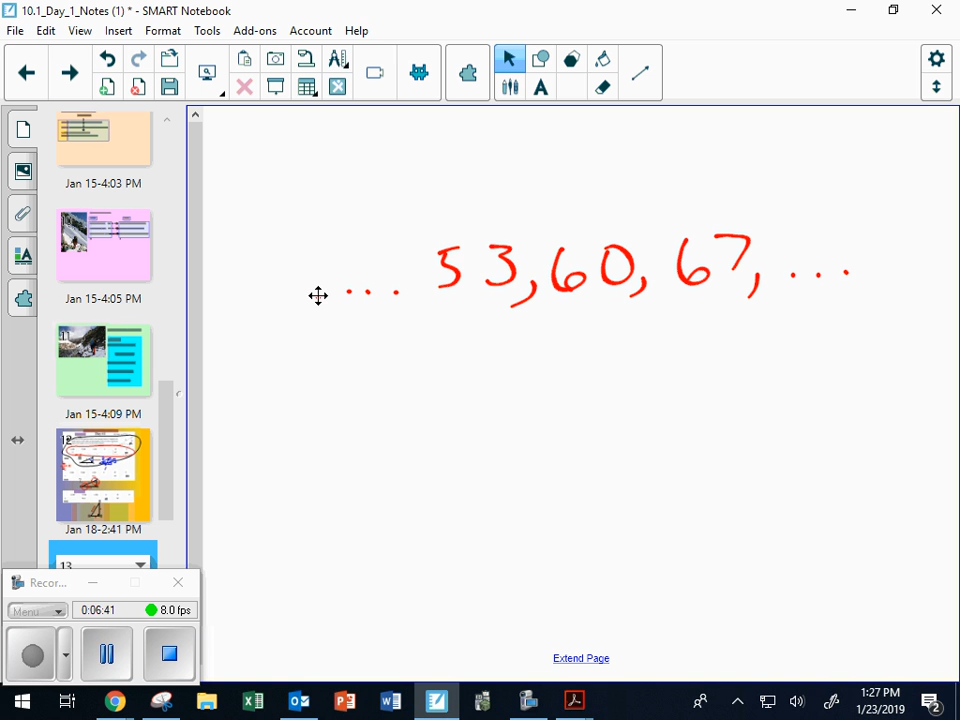 10.1_Day_1_Notes (1) * - SMART Notebook
File Edit View Insert Format Tools Add-ons Account Help
Jan 15-4:03 PM
Jan 15-4:05 PM
11
Jan 15-4:09 PM
12
Jan 18-2:41 PM
13
... 53, 60, 67, ...
Recor...
Menu
0:06:41
8.0 fps
Extend Page
1:27 PM
1/23/2019
2